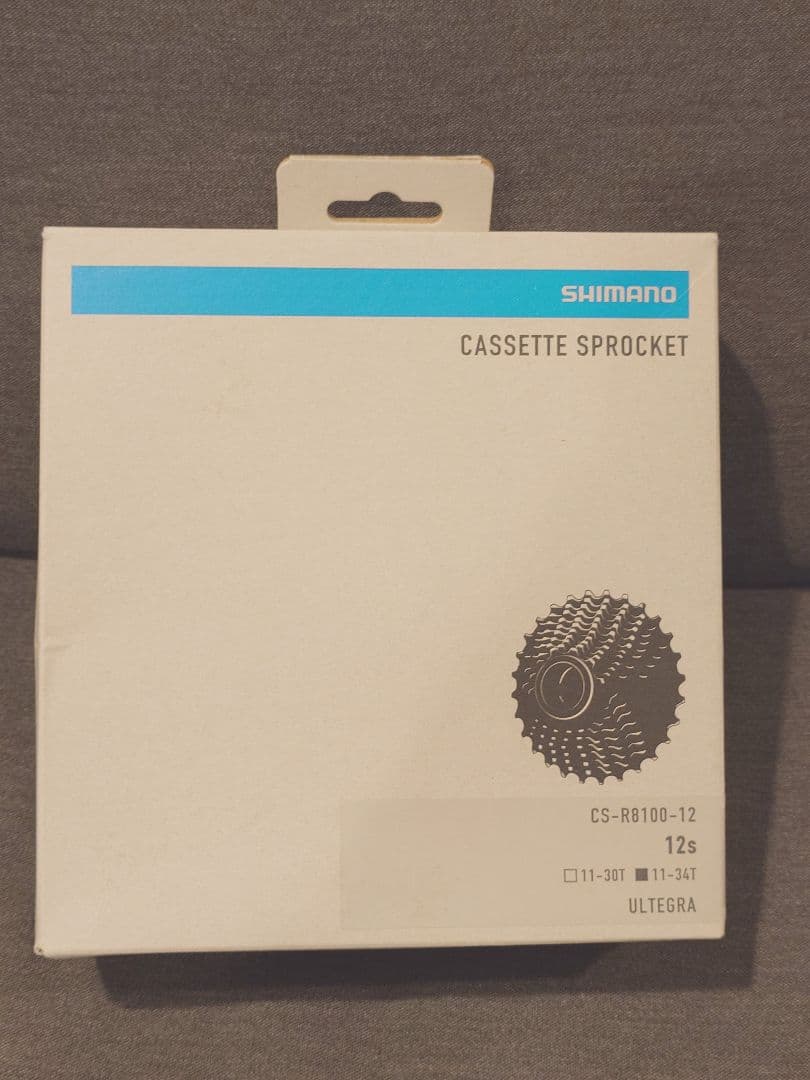 SHIMANO
CASSETTE SPROCKET
CS-R8100-12
12s
□11-30T ■11-34T
ULTEGRA